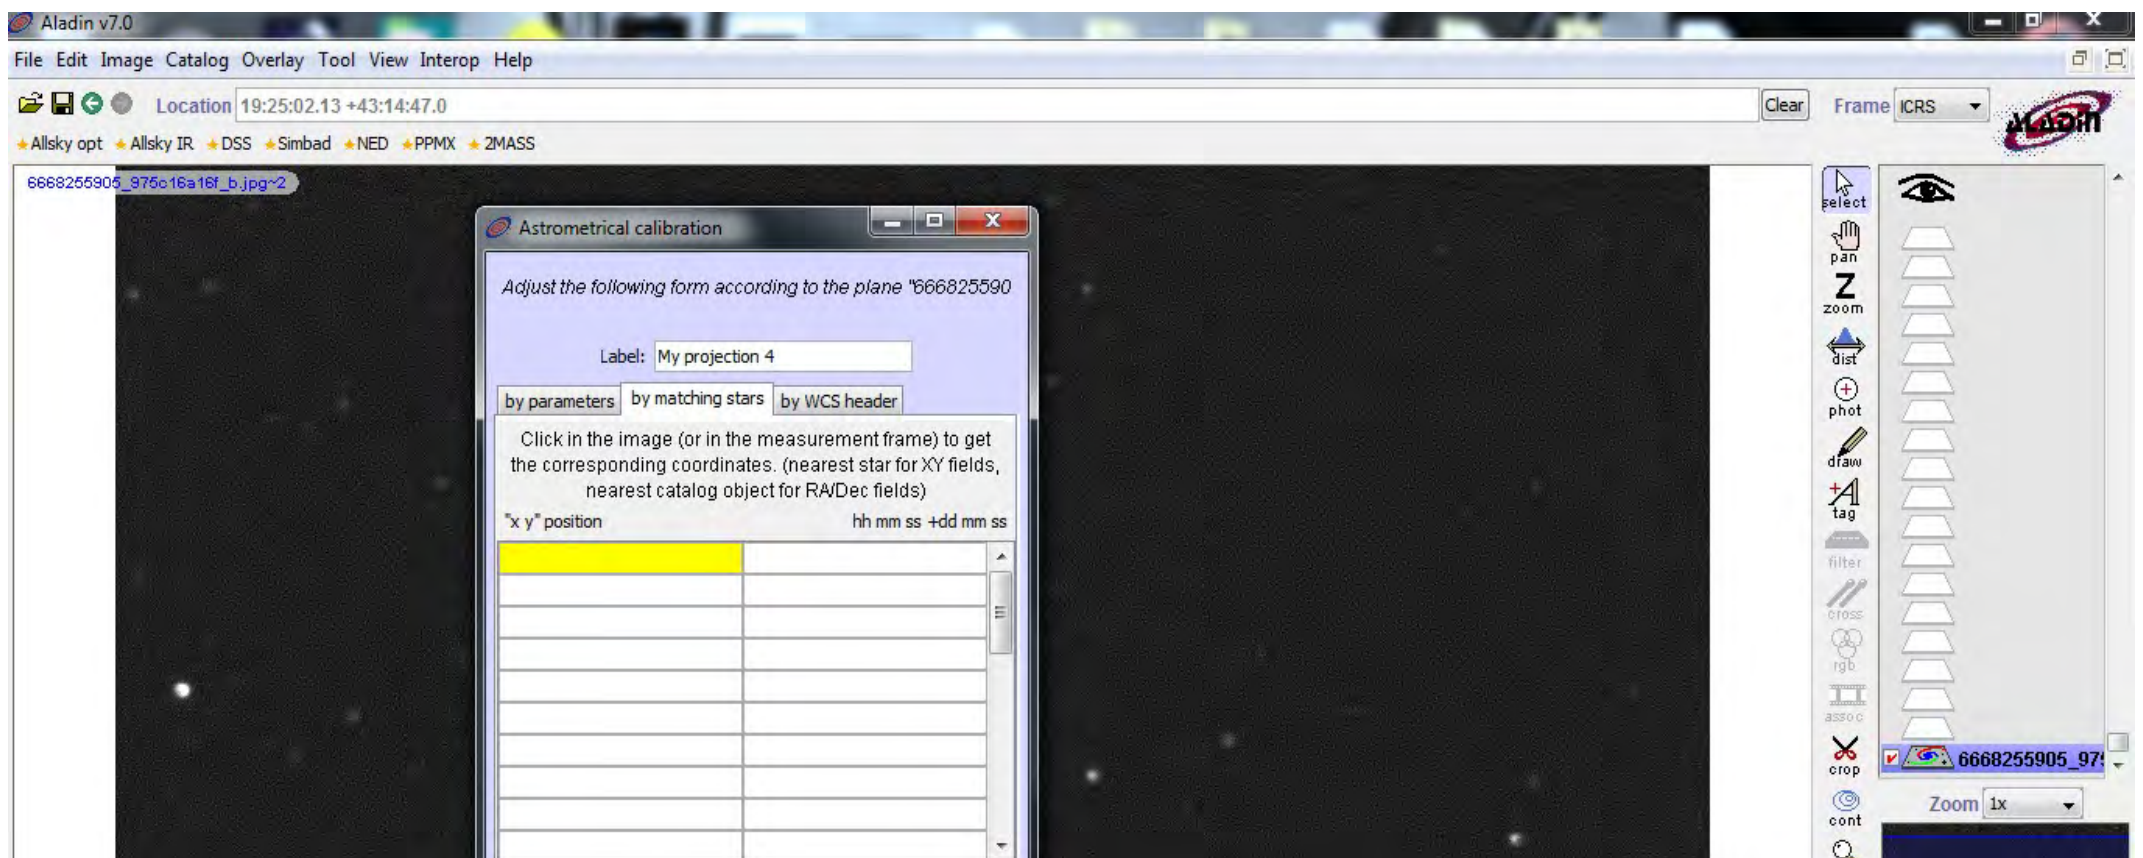 Aladin v7.0
File Edit Image Catalog Overlay Tool View Interop Help
Location 19:25:02.13 +43:14:47.0 Clear Frame ICRS
ALADIN
Allsky opt Allsky IR DSS Simbad NED PPMX 2MASS
6668255905_975c16a16f_b.jpg~2
Astrometrical calibration
Adjust the following form according to the plane "666825590
Label: My projection 4
by parameters by matching stars by WCS header
Click in the image (or in the measurement frame) to get
the corresponding coordinates. (nearest star for XY fields,
nearest catalog object for RA/Dec fields)
"x y" position hh mm ss +dd mm ss
select
pan
Z
zoom
dist
phot
draw
+A
tag
filter
cross
rgb
assoc
crop
cont
6668255905_97
Zoom 1x